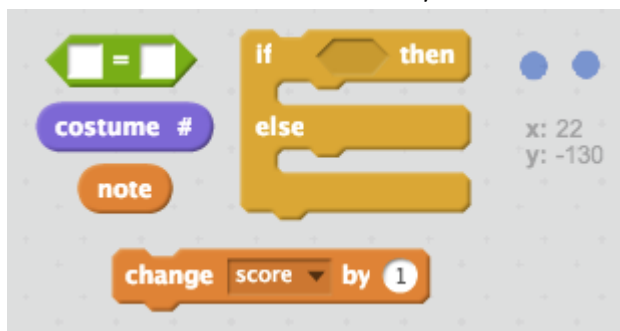 =
if then
costume #
else
x: 22
y: -130
note
change score by 1